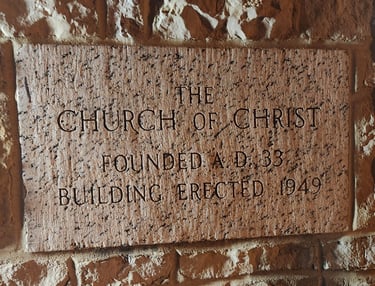 THE
CHURCH OF CHRIST
FOUNDED A.D. 33
BUILDING ERECTED 1949